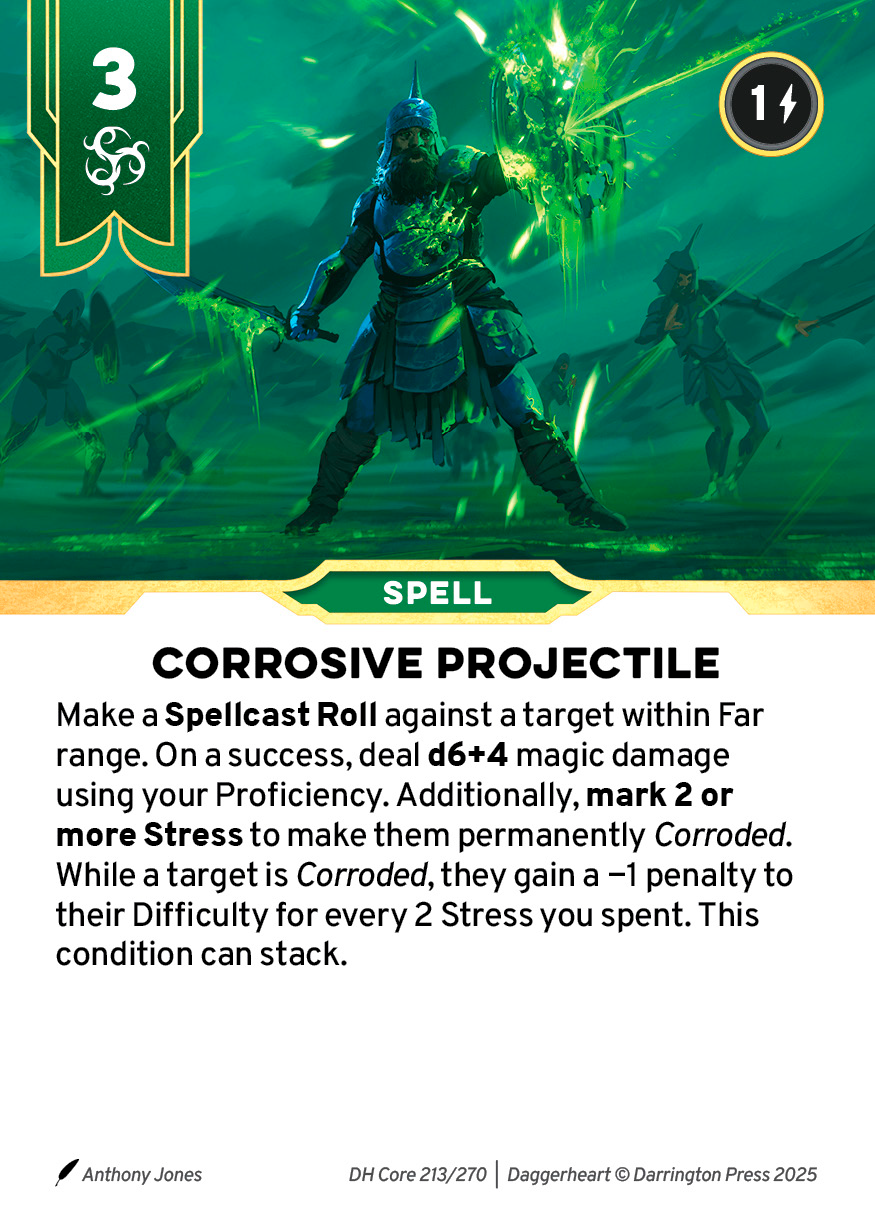 3
1
SPELL
CORROSIVE PROJECTILE
Make a Spellcast Roll against a target within Far
range. On a success, deal d6+4 magic damage
using your Proficiency. Additionally, mark 2 or
more Stress to make them permanently Corroded.
While a target is Corroded, they gain a −1 penalty to
their Difficulty for every 2 Stress you spent. This
condition can stack.
Anthony Jones
DH Core 213/270 | Daggerheart © Darrington Press 2025